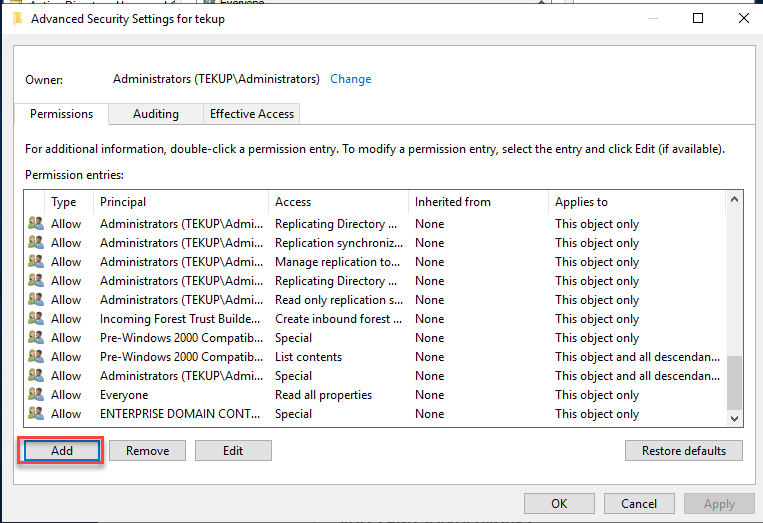 Everyone
Advanced Security Settings for tekup
Owner: Administrators (TEKUP\Administrators) Change
Permissions Auditing Effective Access
For additional information, double-click a permission entry. To modify a permission entry, select the entry and click Edit (if available).
Permission entries:
Type Principal Access Inherited from Applies to
Allow Administrators (TEKUP\Admi... Replicating Directory ... None This object only
Allow Administrators (TEKUP\Admi... Replication synchroniz... None This object only
Allow Administrators (TEKUP\Admi... Manage replication to... None This object only
Allow Administrators (TEKUP\Admi... Replicating Directory ... None This object only
Allow Administrators (TEKUP\Admi... Read only replication s... None This object only
Allow Incoming Forest Trust Builde... Create inbound forest ... None This object only
Allow Pre-Windows 2000 Compatib... Special None This object only
Allow Pre-Windows 2000 Compatib... List contents None This object and all descendan...
Allow Administrators (TEKUP\Admi... Special None This object and all descendan...
Allow Everyone Read all properties None This object only
Allow ENTERPRISE DOMAIN CONT... Special None This object only
Add Remove Edit Restore defaults
OK Cancel Apply